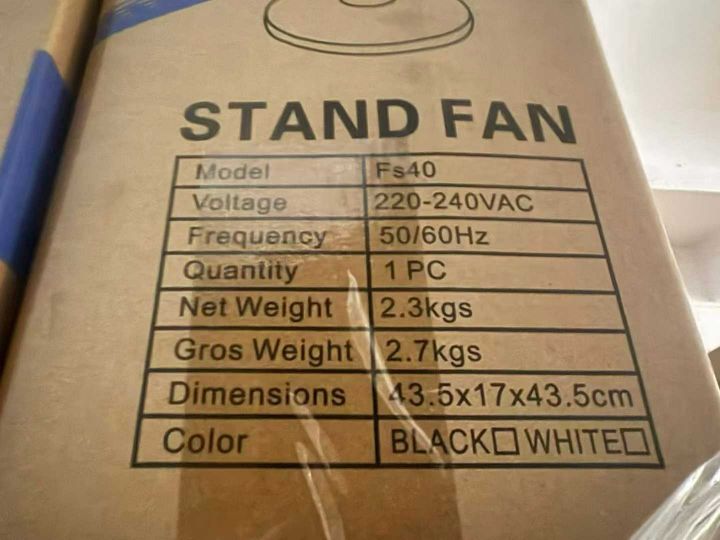 STAND FAN
Model Fs40
Voltage 220-240VAC
Frequency 50/60Hz
Quantity 1 PC
Net Weight 2.3kgs
Gros Weight 2.7kgs
Dimensions 43.5x17x43.5cm
Color BLACK☐ WHITE☐